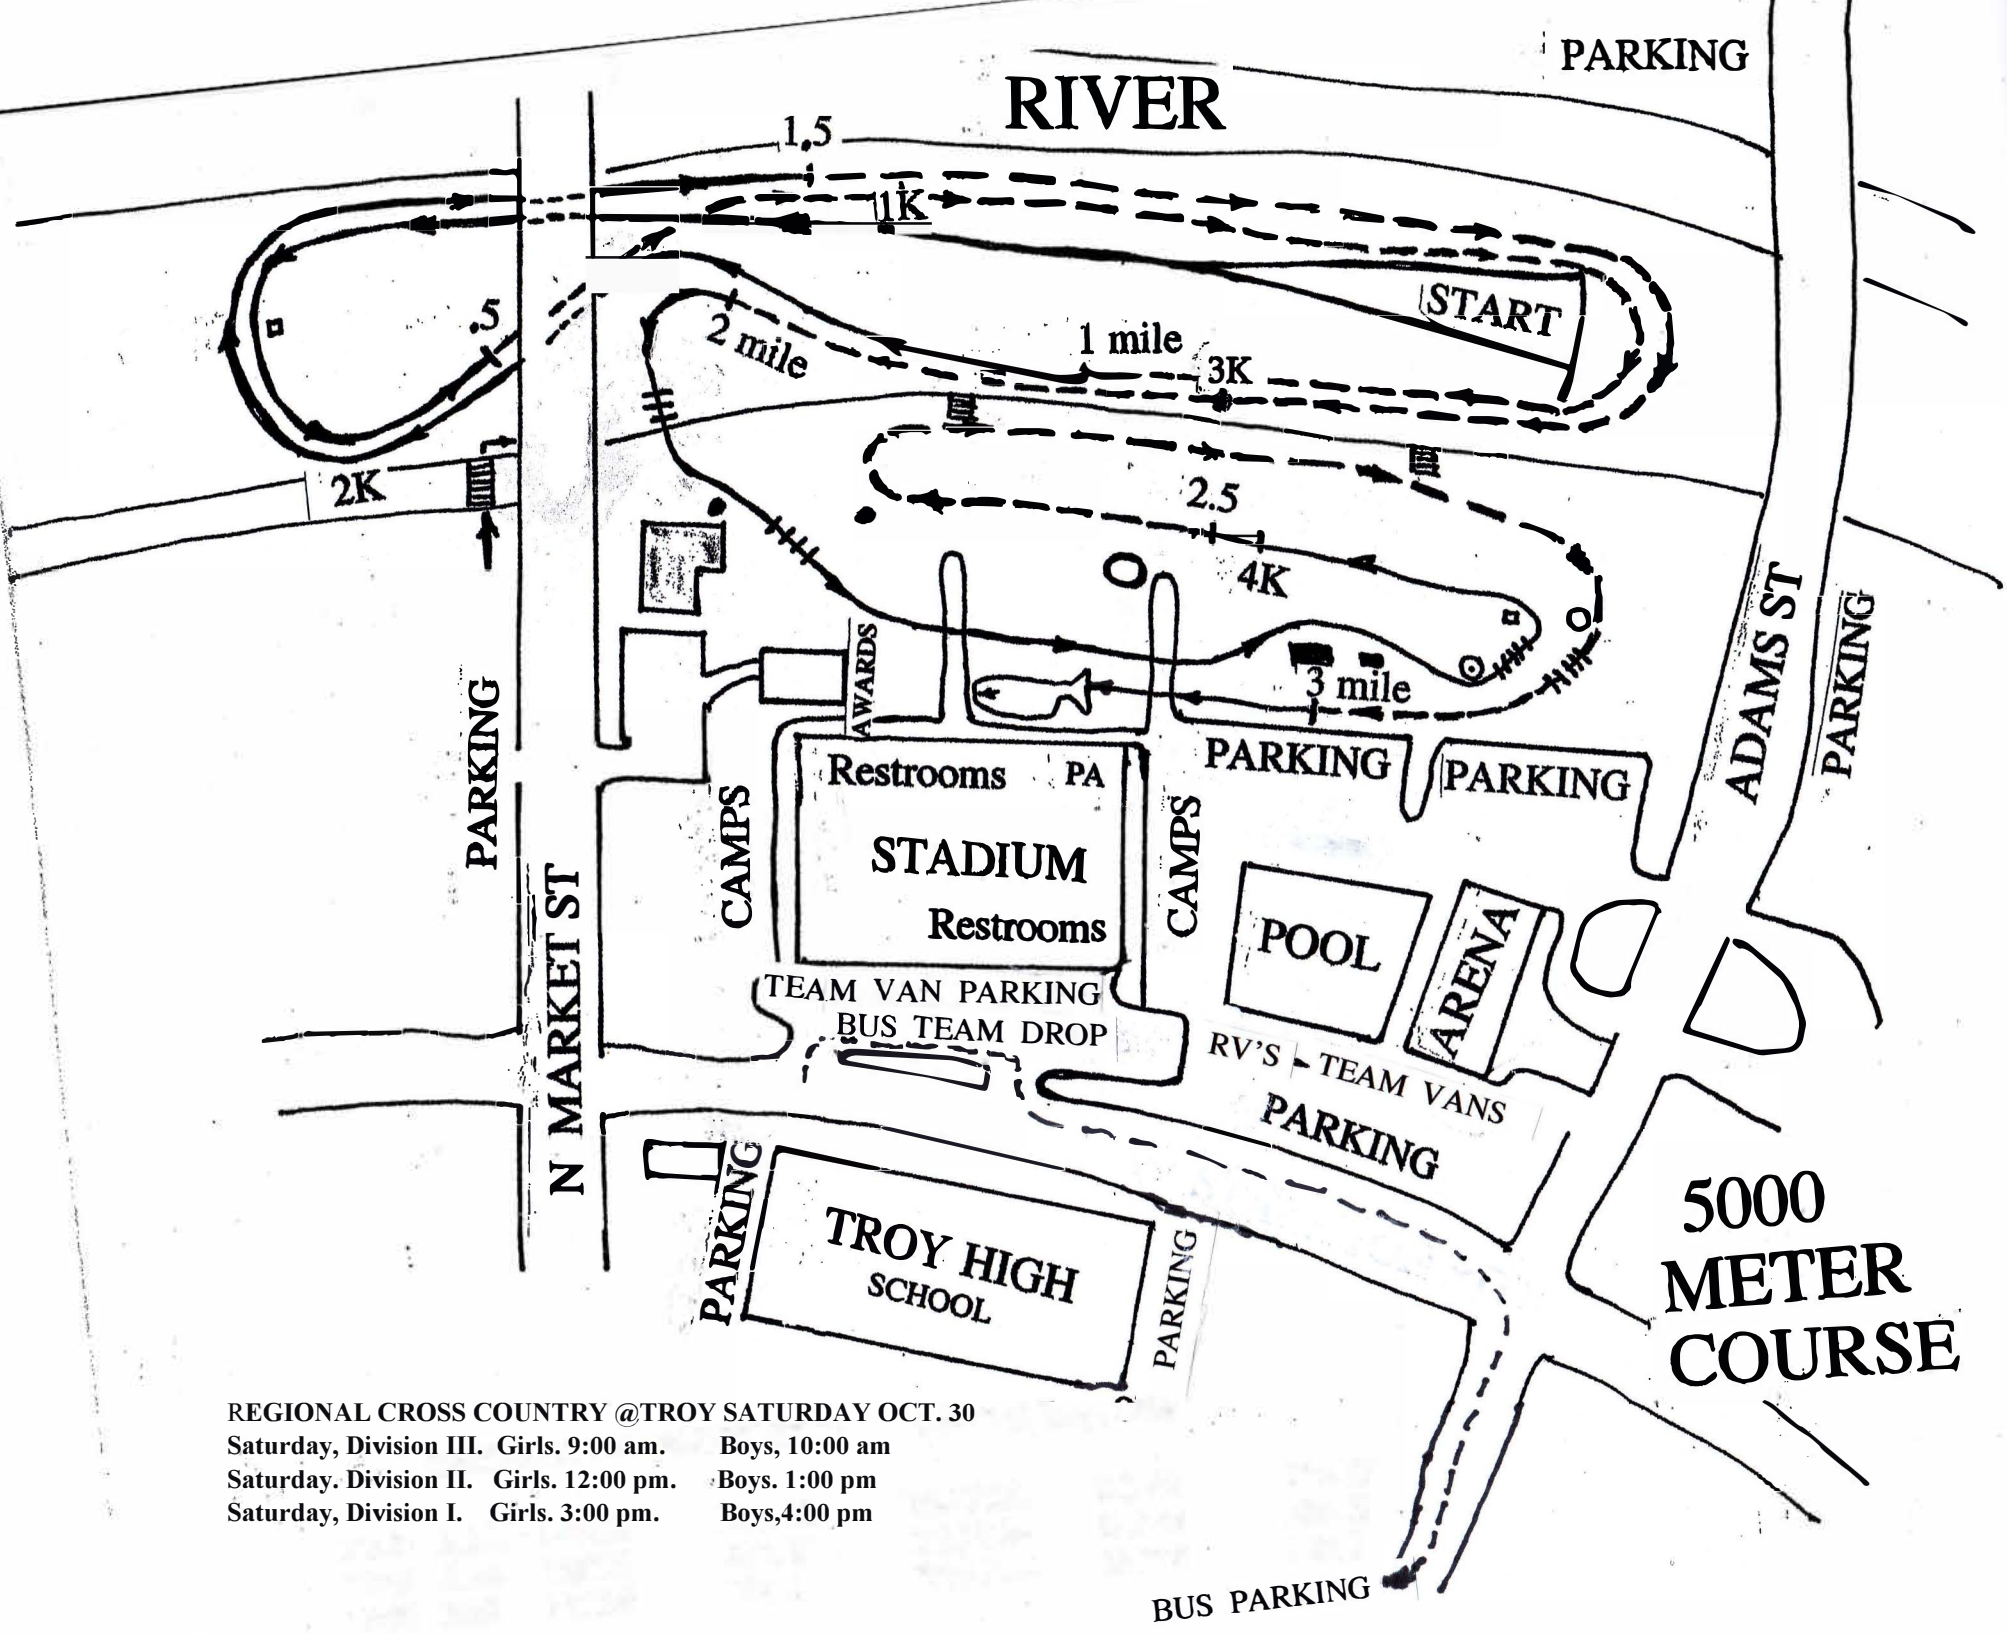 PARKING
RIVER
1.5
1K
START
.5
2 mile
1 mile
3K
2K
2.5
4K
ADAMS ST
PARKING
AWARDS
3 mile
PARKING
PARKING
PARKING
Restrooms PA
STADIUM
Restrooms
CAMPS
CAMPS
N MARKET ST
POOL
ARENA
TEAM VAN PARKING
BUS TEAM DROP
RV'S - TEAM VANS
PARKING
PARKING
TROY HIGH
SCHOOL
PARKING
5000
METER
COURSE
REGIONAL CROSS COUNTRY @TROY SATURDAY OCT. 30
Saturday, Division III. Girls. 9:00 am. Boys, 10:00 am
Saturday. Division II. Girls. 12:00 pm. Boys. 1:00 pm
Saturday, Division I. Girls. 3:00 pm. Boys,4:00 pm
BUS PARKING